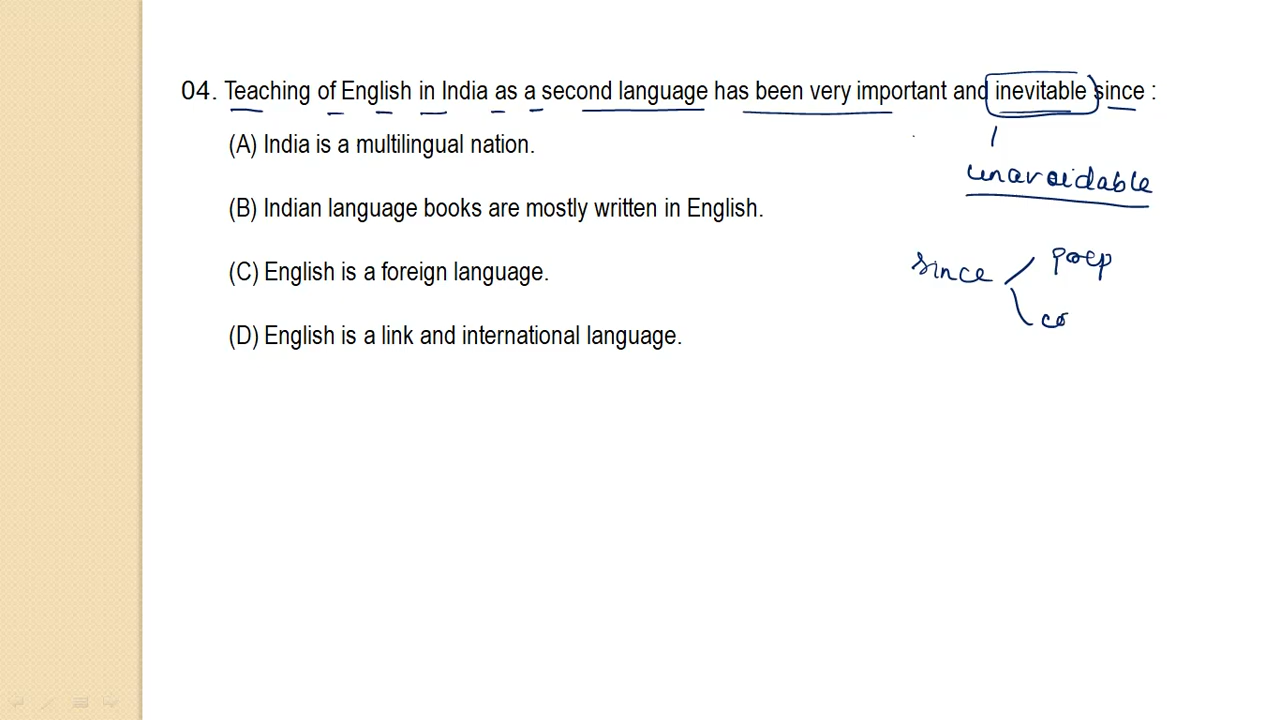 04. Teaching of English in India as a second language has been very important and inevitable since :
(A) India is a multilingual nation.
unavoidable
(B) Indian language books are mostly written in English.
since prep
(C) English is a foreign language.
co
(D) English is a link and international language.